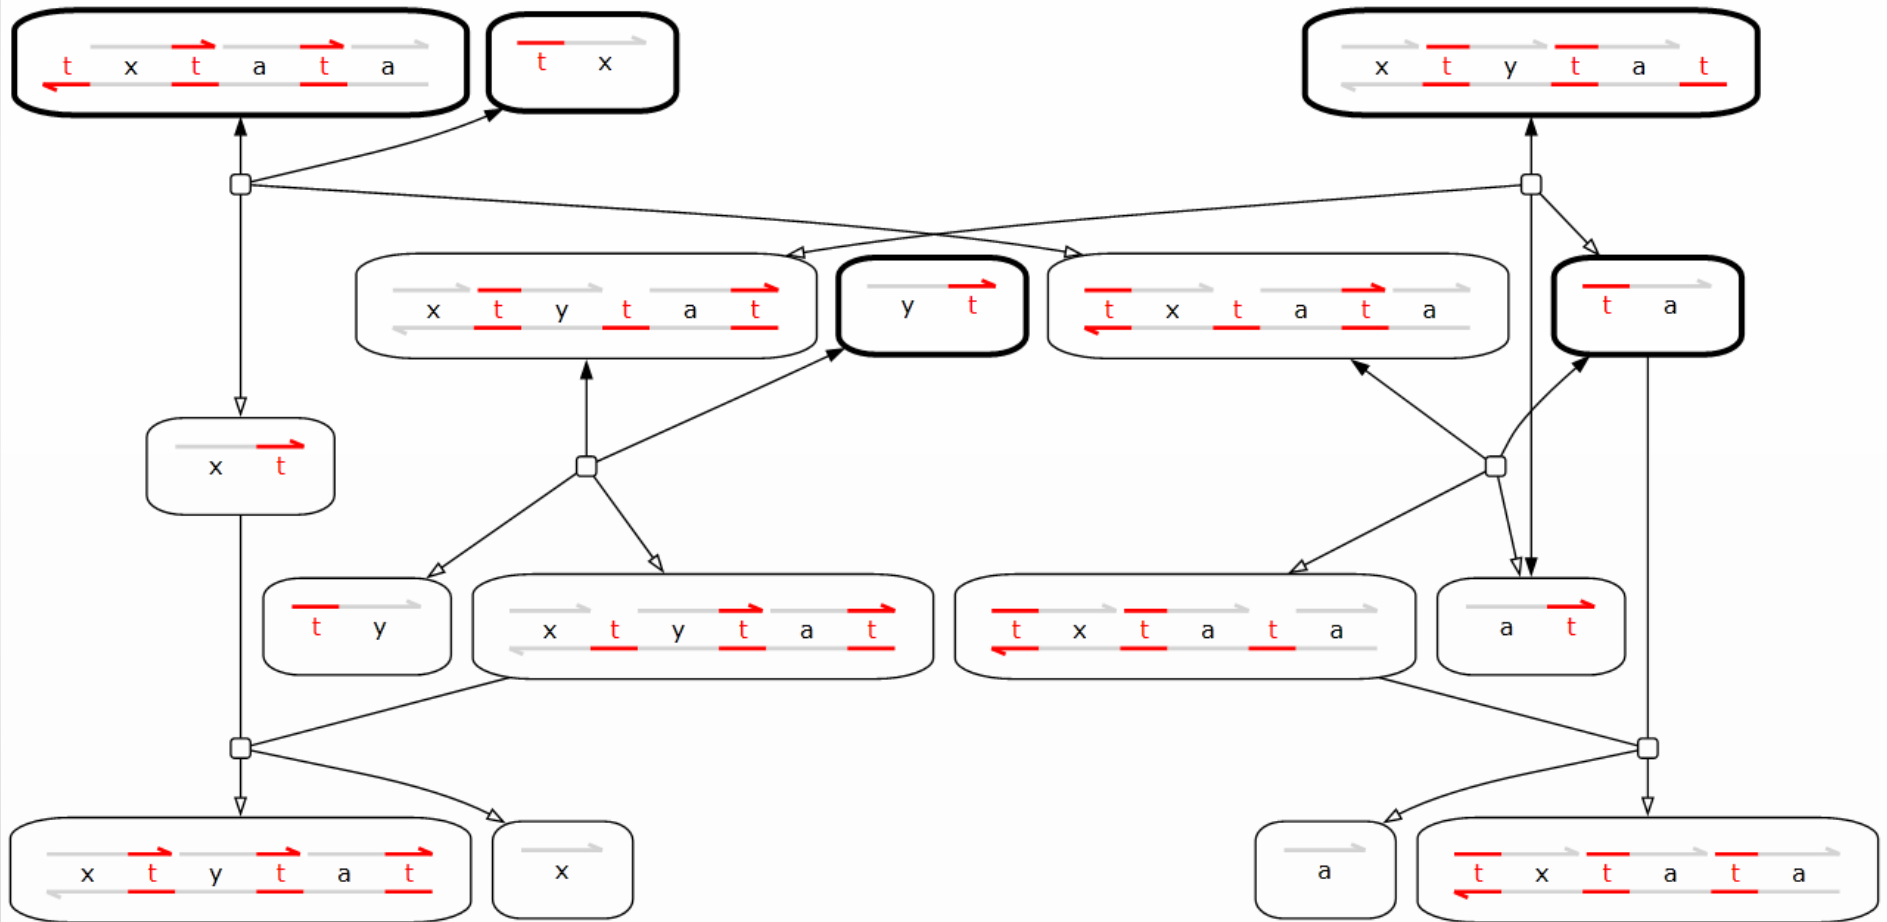 t x t a t a
t x
x t y t a t
x t y t a t
y t
t x t a t a
t a
x t
t y
x t y t a t
t x t a t a
a t
x t y t a t
x
a
t x t a t a